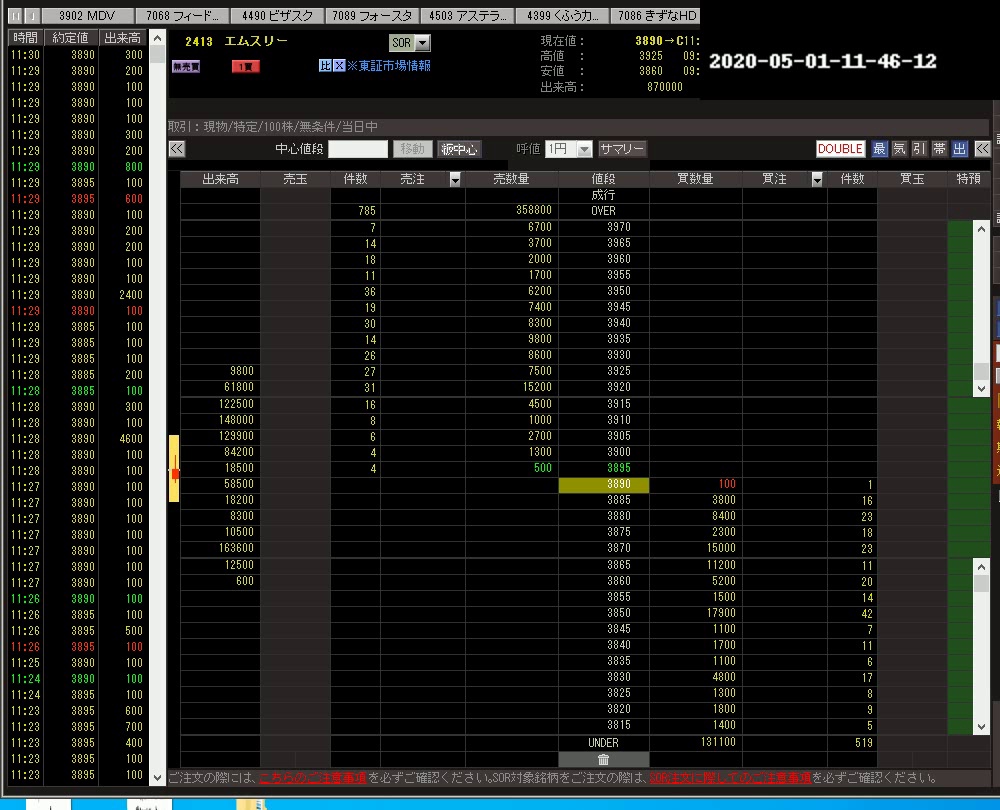 3902 MDV 7068 フィード… 4490 ビザスク 7089 フォースタ 4503 アステラ… 4399 くふうカ… 7086 きずなHD
時間 約定値 出来高
11:30 3890 300
11:29 3890 200
11:29 3890 100
11:29 3890 100
11:29 3890 100
11:29 3890 300
11:29 3890 200
11:29 3890 800
11:29 3895 100
11:29 3895 600
11:29 3890 100
11:29 3890 200
11:29 3890 200
11:29 3890 200
11:29 3890 100
11:29 3890 2400
11:29 3890 100
11:29 3885 100
11:29 3885 100
11:29 3885 100
11:28 3885 200
11:28 3885 100
11:28 3890 300
11:28 3890 100
11:28 3890 4600
11:28 3890 100
11:28 3890 100
11:27 3890 100
11:27 3890 100
11:27 3890 100
11:27 3890 100
11:27 3890 100
11:27 3890 100
11:27 3890 100
11:26 3890 100
11:26 3895 100
11:26 3895 500
11:26 3895 100
11:25 3890 100
11:24 3890 100
11:24 3895 100
11:23 3895 600
11:23 3895 700
11:23 3895 400
11:23 3895 100
11:23 3895 100
2413 エムスリー SOR
無売買 1買 比 X ※東証市場情報
現在値: 3890→C11:
高値 : 3925 09:
安値 : 3860 09:
出来高: 870000
2020-05-01-11-46-12
取引：現物/特定/100株/無条件/当日中
中心値段 移動 板中心 呼値 1円 サマリー DOUBLE 最 気 引 帯 出
出来高 売玉 件数 売注 売数量 値段 買数量 買注 件数 買玉 特預
成行
785 358800 OVER
7 6700 3970
14 3700 3965
18 2000 3960
11 1700 3955
36 6200 3950
19 7400 3945
30 8300 3940
14 9800 3935
26 8600 3930
9800 27 7500 3925
61800 31 15200 3920
122500 16 4500 3915
148000 8 1000 3910
129900 6 2700 3905
84200 4 1300 3900
18500 4 500 3895
58500 3890 100 1
18200 3885 3800 16
8300 3880 8400 23
10500 3875 2300 18
163600 3870 15000 23
12500 3865 11200 11
600 3860 5200 20
3855 1500 14
3850 17900 42
3845 1100 7
3840 1700 11
3835 1100 6
3830 4800 17
3825 1300 8
3820 1800 9
3815 1400 5
UNDER 131100 519
ご注文の際には、こちらのご注意事項を必ずご確認ください。SOR対象銘柄をご注文の際は、SOR注文に際してのご注意事項を必ずご確認ください。